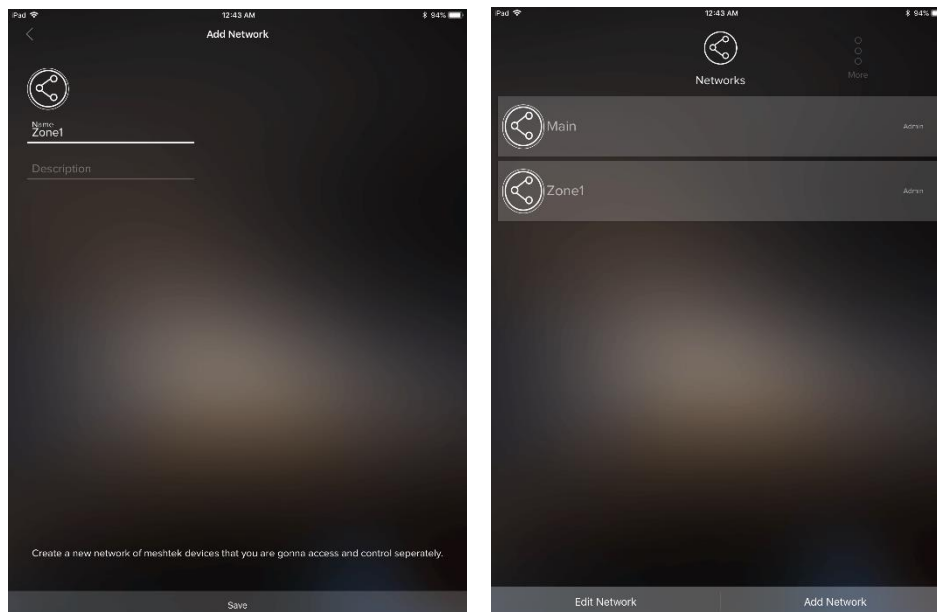 iPad 12:43 AM 94%
Add Network
Name
Zone1
Description
Create a new network of meshtek devices that you are gonna access and control seperately.
Save
iPad 12:43 AM 94%
Networks
More
Main Admin
Zone1 Admin
Edit Network Add Network